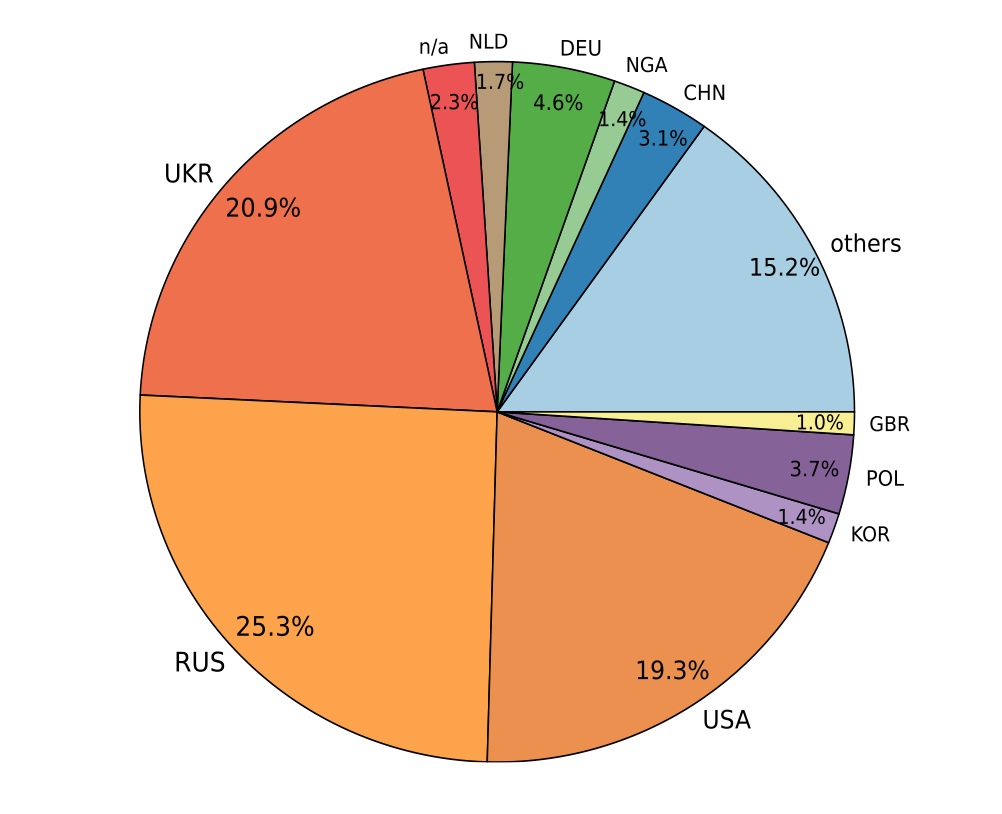 n/a
NLD
DEU
NGA
CHN
1.7%
2.3%
4.6%
1.4%
3.1%
UKR
20.9%
others
15.2%
GBR
1.0%
POL
3.7%
KOR
1.4%
RUS
25.3%
USA
19.3%